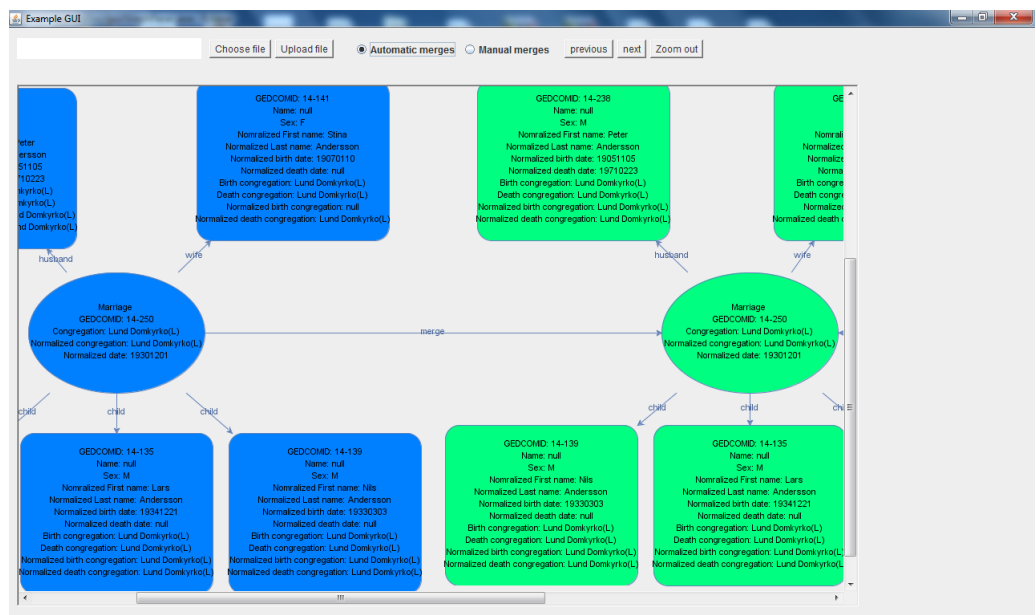 Example GUI
Choose file Upload file Automatic merges Manual merges previous next Zoom out
GEDCOMID: 14-141
Name: null
Sex: F
Nomralized First name: Stina
Normalized Last name: Andersson
Normalized birth date: 19070110
Normalized death date: null
Birth congregation: Lund Domkyrko(L)
Death congregation: Lund Domkyrko(L)
Normalized birth congregation: null
Normalized death congregation: Lund Domkyrko(L)
GEDCOMID: 14-238
Name: null
Sex: M
Nomralized First name: Peter
Normalized Last name: Andersson
Normalized birth date: 19051105
Normalized death date: 19710223
Birth congregation: Lund Domkyrko(L)
Death congregation: Lund Domkyrko(L)
Normalized birth congregation: Lund Domkyrko(L)
Normalized death congregation: Lund Domkyrko(L)
husband
wife
husband
wife
Marriage
GEDCOMID: 14-250
Congregation: Lund Domkyrko(L)
Normalized congregation: Lund Domkyrko(L)
Normalized date: 19301201
merge
Marriage
GEDCOMID: 14-250
Congregation: Lund Domkyrko(L)
Normalized congregation: Lund Domkyrko(L)
Normalized date: 19301201
child
child
child
child
child
GEDCOMID: 14-135
Name: null
Sex: M
Nomralized First name: Lars
Normalized Last name: Andersson
Normalized birth date: 19341221
Normalized death date: null
Birth congregation: Lund Domkyrko(L)
Death congregation: Lund Domkyrko(L)
Normalized birth congregation: Lund Domkyrko(L)
Normalized death congregation: Lund Domkyrko(L)
GEDCOMID: 14-139
Name: null
Sex: M
Nomralized First name: Nils
Normalized Last name: Andersson
Normalized birth date: 19330303
Normalized death date: null
Birth congregation: Lund Domkyrko(L)
Death congregation: Lund Domkyrko(L)
Normalized birth congregation: Lund Domkyrko(L)
Normalized death congregation: Lund Domkyrko(L)
GEDCOMID: 14-139
Name: null
Sex: M
Nomralized First name: Nils
Normalized Last name: Andersson
Normalized birth date: 19330303
Normalized death date: null
Birth congregation: Lund Domkyrko(L)
Death congregation: Lund Domkyrko(L)
Normalized birth congregation: Lund Domkyrko(L)
Normalized death congregation: Lund Domkyrko(L)
GEDCOMID: 14-135
Name: null
Sex: M
Nomralized First name: Lars
Normalized Last name: Andersson
Normalized birth date: 19341221
Normalized death date: null
Birth congregation: Lund Domkyrko(L)
Death congregation: Lund Domkyrko(L)
Normalized birth congregation: Lund Domkyrko(L)
Normalized death congregation: Lund Domkyrko(L